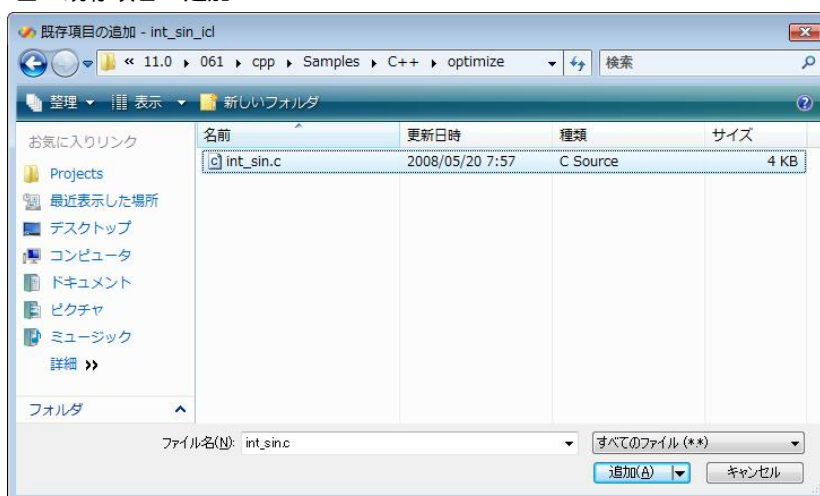 既存項目の追加 - int_sin_icl
« 11.0 ▸ 061 ▸ cpp ▸ Samples ▸ C++ ▸ optimize
検索
整理 表示 新しいフォルダ
お気に入りリンク
Projects
最近表示した場所
デスクトップ
コンピュータ
ドキュメント
ピクチャ
ミュージック
詳細 »
フォルダ
名前 更新日時 種類 サイズ
int_sin.c 2008/05/20 7:57 C Source 4 KB
ファイル名(N): int_sin.c
すべてのファイル (*.*)
追加(A) キャンセル